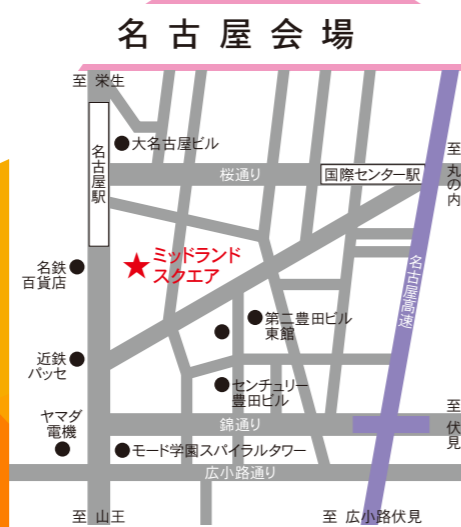 名古屋会場
至 栄生
大名古屋ビル
名古屋駅
桜通り
国際センター駅
至 丸の内
ミッドランド
スクエア
名鉄
百貨店
名古屋高速
第二豊田ビル
東館
近鉄
パッセ
センチュリー
豊田ビル
ヤマダ
電機
錦通り
至 伏見
モード学園スパイラルタワー
広小路通り
至 山王
至 広小路伏見